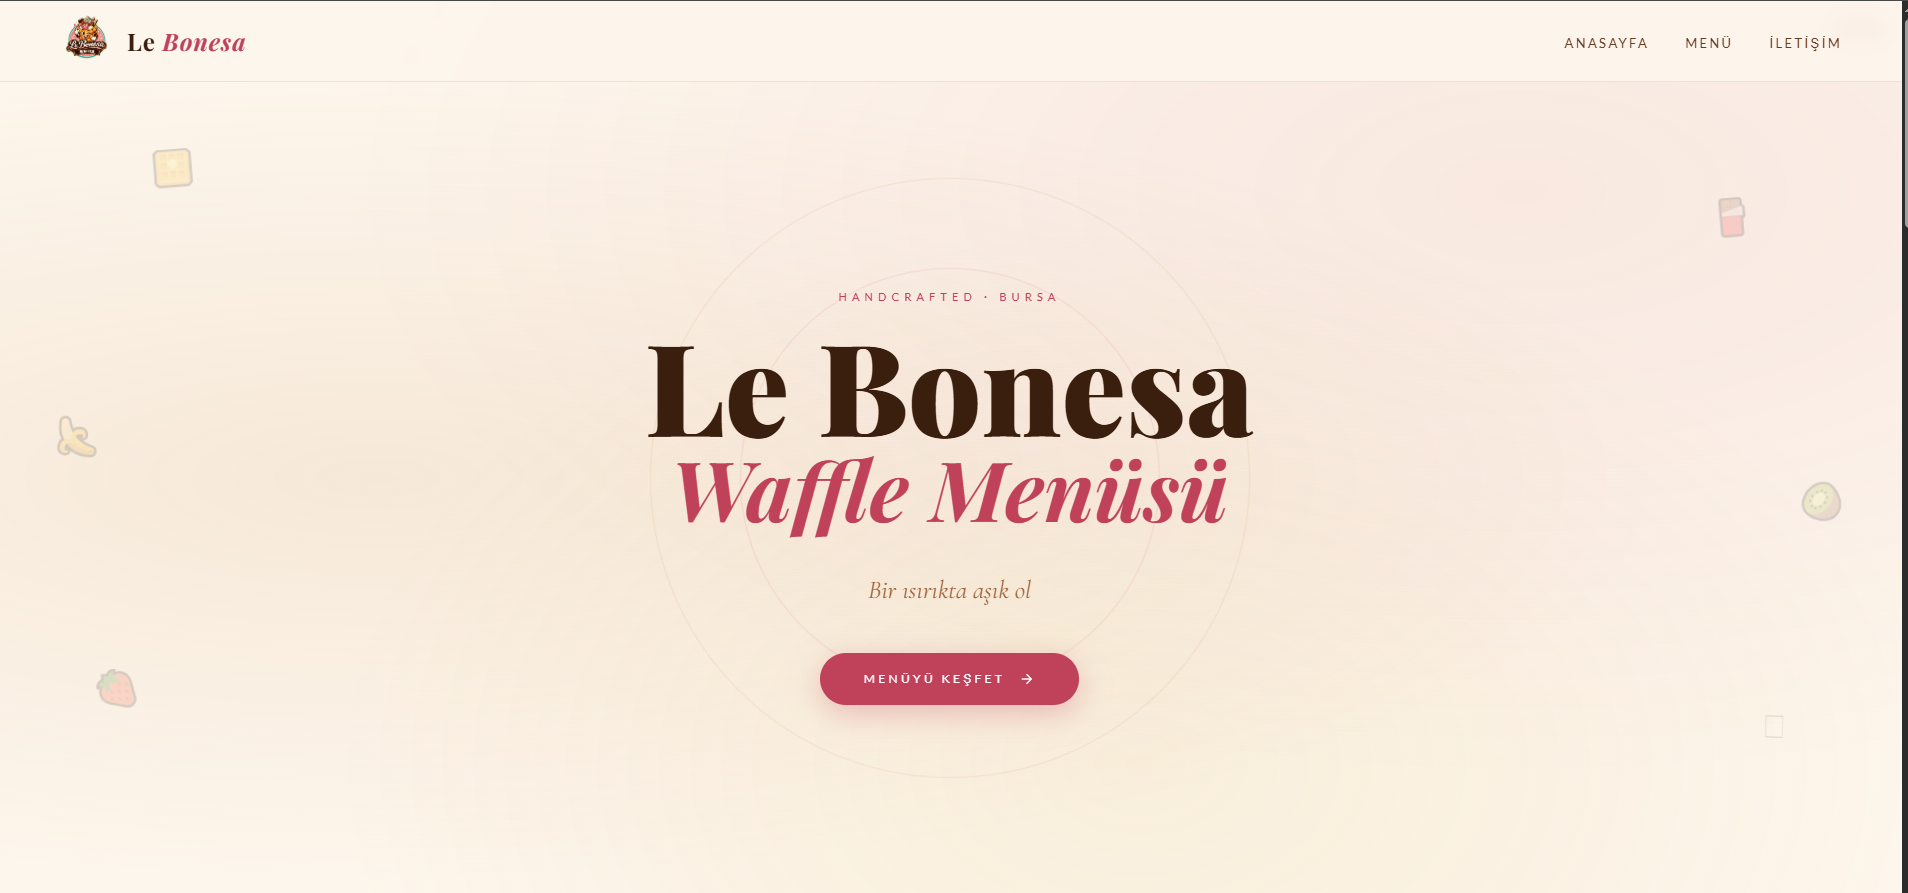 Le Bonesa
ANASAYFA MENÜ İLETİŞİM
HANDCRAFTED · BURSA
Le Bonesa
Waffle Menüsü
Bir ısırıkta aşık ol
MENÜYÜ KEŞFET →